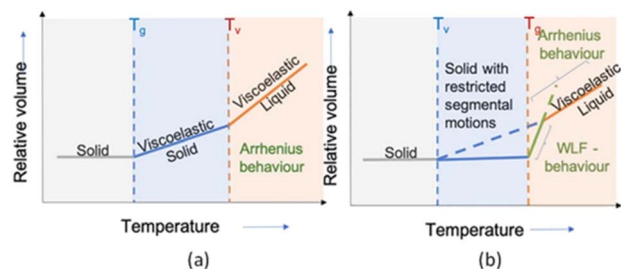 Tg
Tv
Relative volume
Solid
Viscoelastic
Solid
Viscoelastic
Liquid
Arrhenius
behaviour
Temperature
(a)
Tv
Tg
Relative volume
Solid
Solid with
restricted
segmental
motions
Arrhenius
behaviour
Viscoelastic
Liquid
WLF -
behaviour
Temperature
(b)